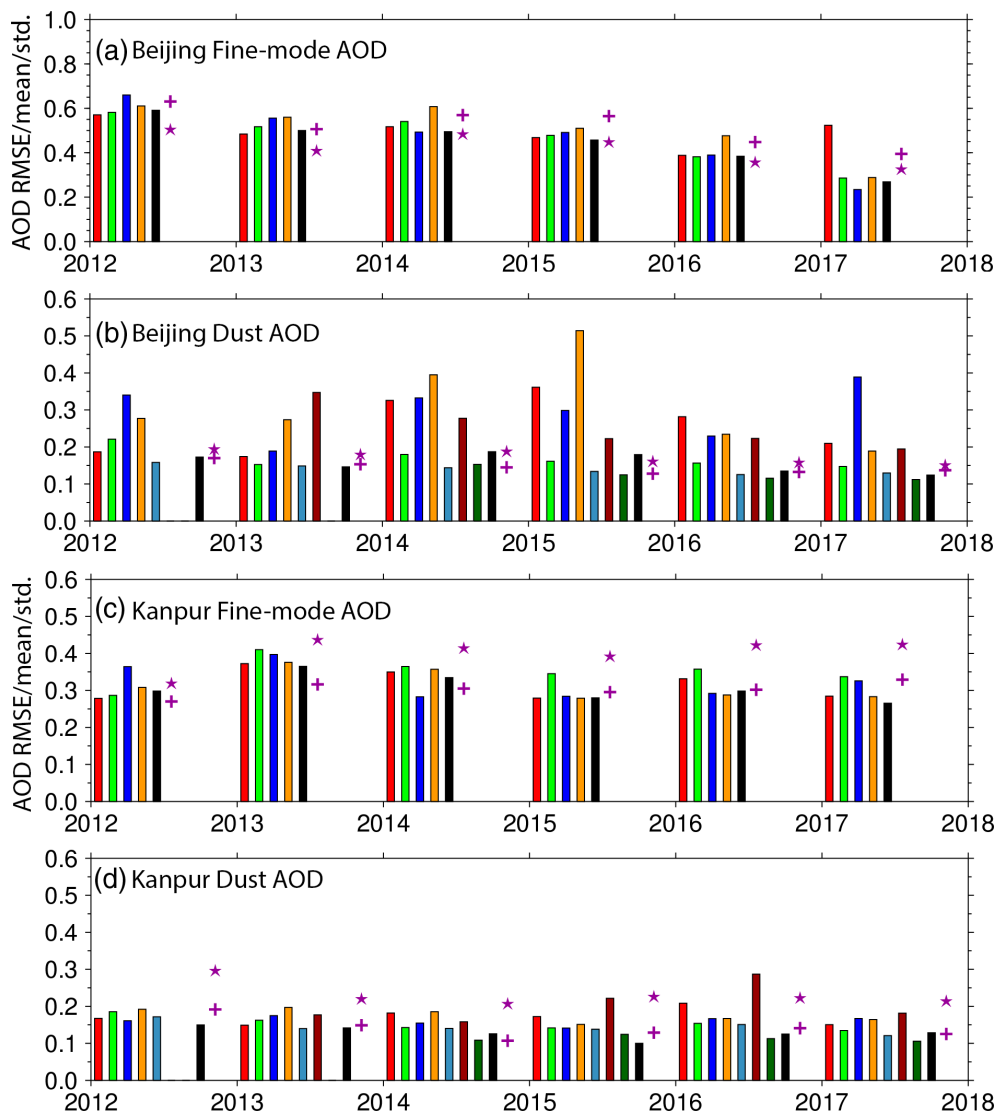 (a) Beijing Fine-mode AOD
AOD RMSE/mean/std.
1.0
0.8
0.6
0.4
0.2
0.0
2012 2013 2014 2015 2016 2017 2018
(b) Beijing Dust AOD
0.6
0.5
0.4
0.3
0.2
0.1
0.0
2012 2013 2014 2015 2016 2017 2018
(c) Kanpur Fine-mode AOD
AOD RMSE/mean/std.
0.6
0.5
0.4
0.3
0.2
0.1
0.0
2012 2013 2014 2015 2016 2017 2018
(d) Kanpur Dust AOD
0.6
0.5
0.4
0.3
0.2
0.1
0.0
2012 2013 2014 2015 2016 2017 2018